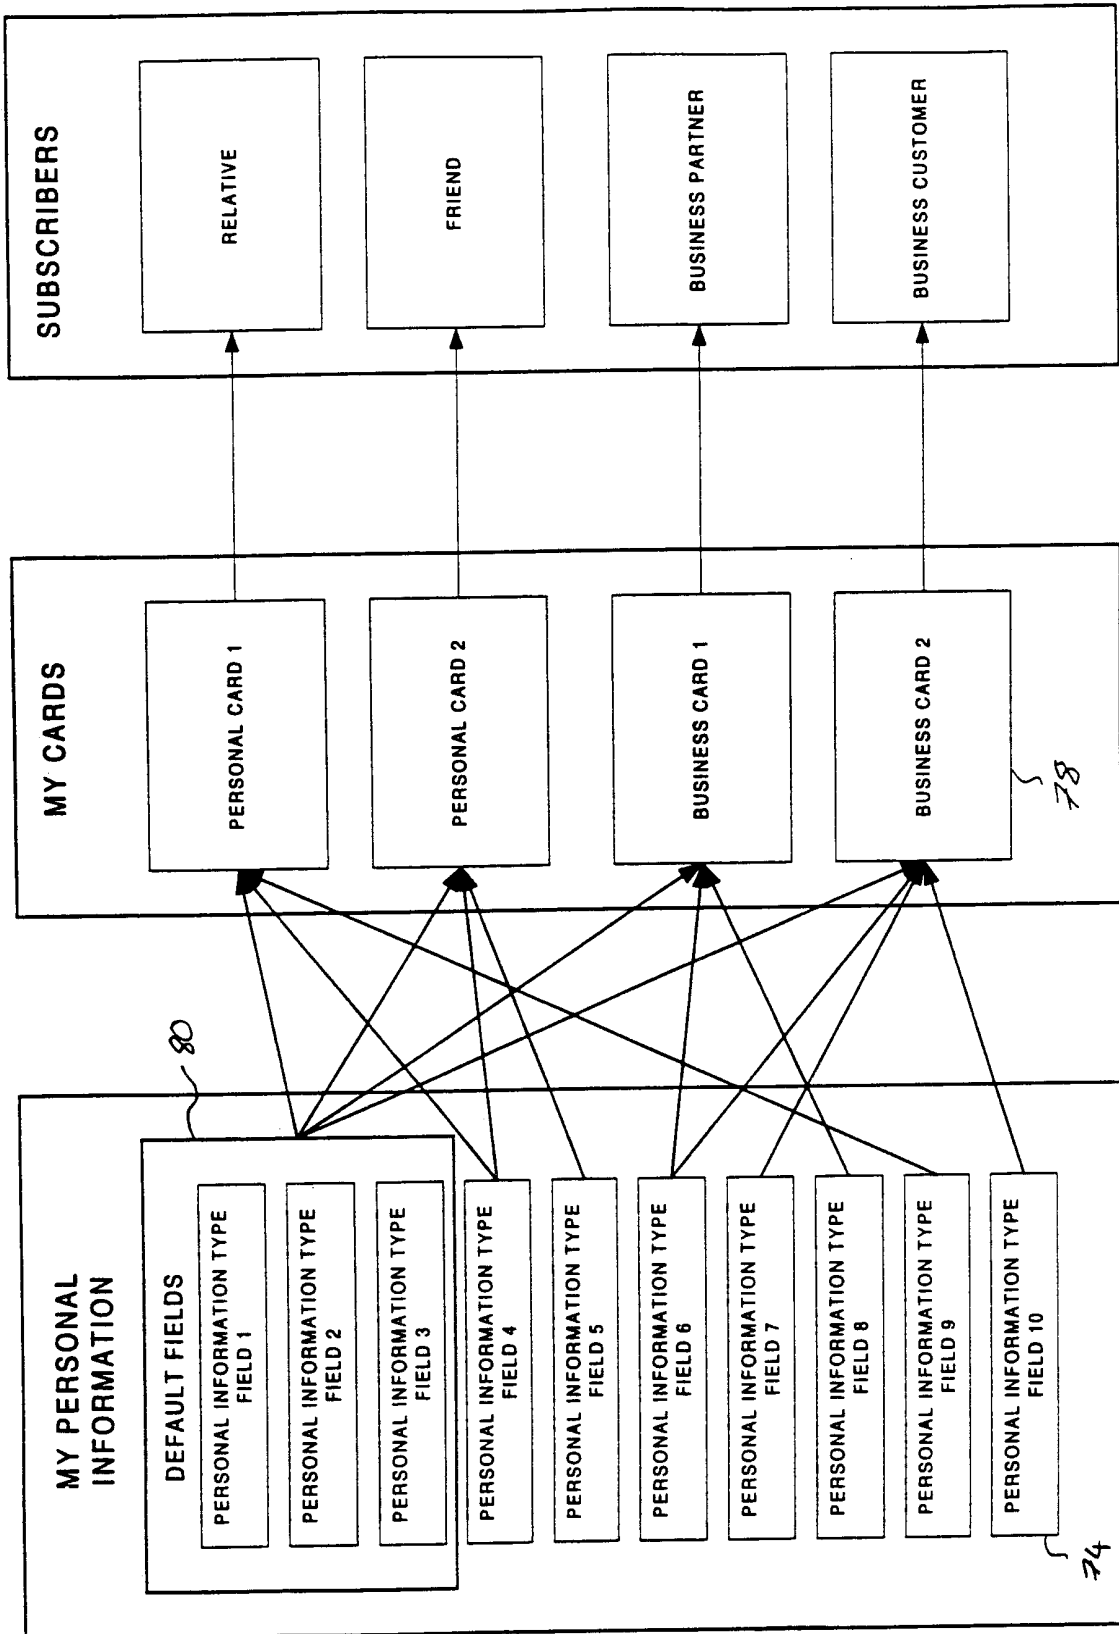 MY PERSONAL
INFORMATION
DEFAULT FIELDS
PERSONAL INFORMATION TYPE
FIELD 1
PERSONAL INFORMATION TYPE
FIELD 2
PERSONAL INFORMATION TYPE
FIELD 3
PERSONAL INFORMATION TYPE
FIELD 4
PERSONAL INFORMATION TYPE
FIELD 5
PERSONAL INFORMATION TYPE
FIELD 6
PERSONAL INFORMATION TYPE
FIELD 7
PERSONAL INFORMATION TYPE
FIELD 8
PERSONAL INFORMATION TYPE
FIELD 9
PERSONAL INFORMATION TYPE
FIELD 10
74
80
MY CARDS
PERSONAL CARD 1
PERSONAL CARD 2
BUSINESS CARD 1
BUSINESS CARD 2
78
SUBSCRIBERS
RELATIVE
FRIEND
BUSINESS PARTNER
BUSINESS CUSTOMER